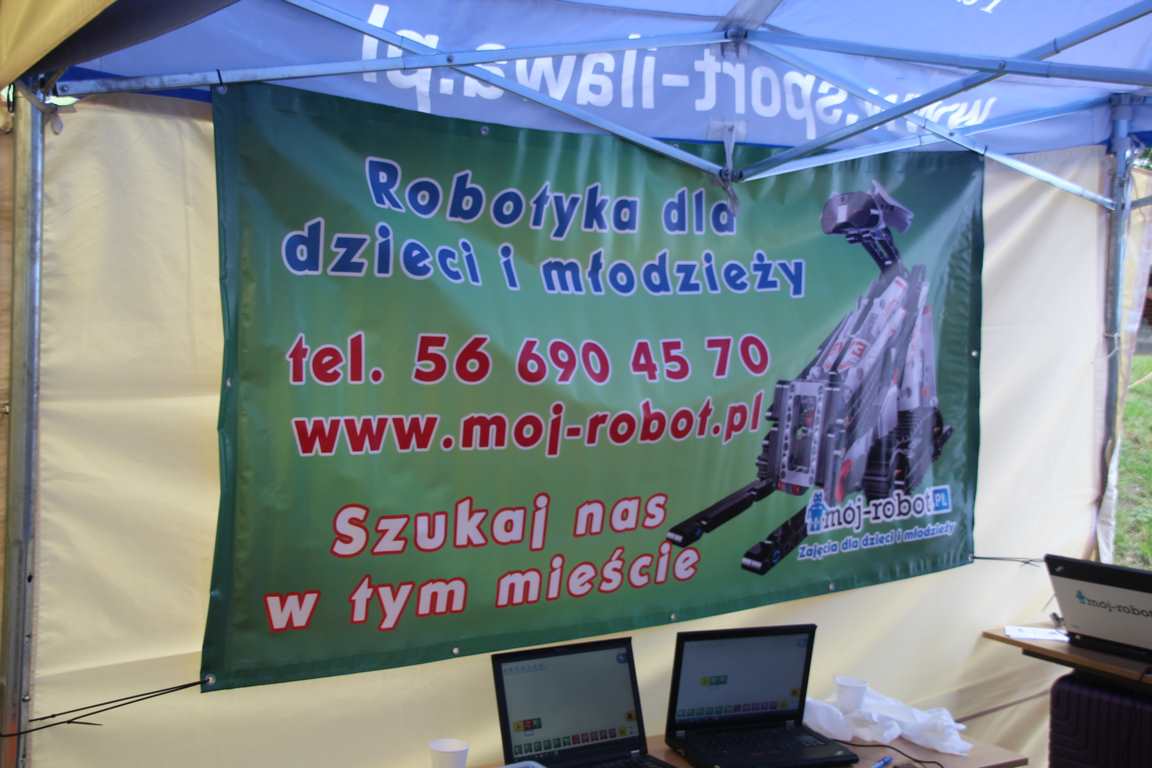 www.sport-ilawa.pl
Robotyka dla
dzieci i młodzieży
tel. 56 690 45 70
www.moj-robot.pl
Szukaj nas
w tym mieście
moj-robot.PL
Zajęcia dla dzieci i młodzieży
moj-robot